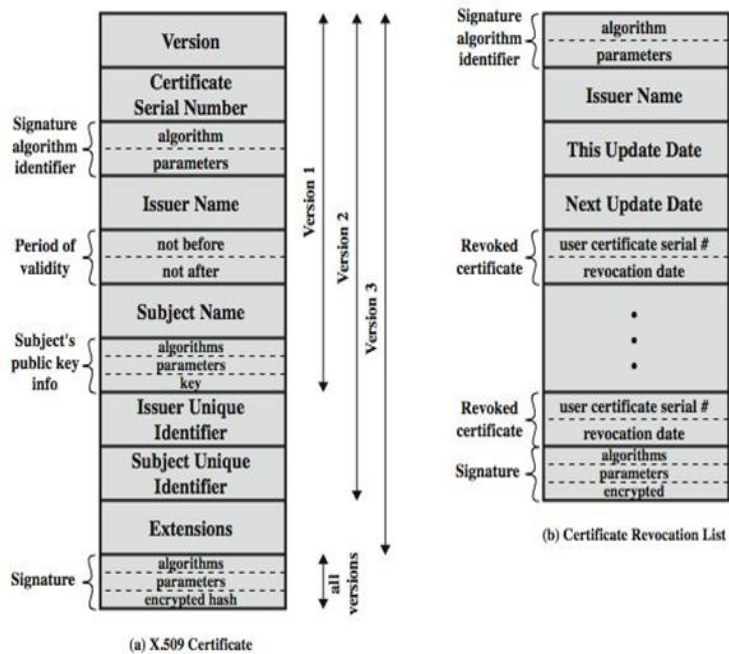 Version
Certificate
Serial Number
Signature
algorithm
identifier
algorithm
parameters
Issuer Name
Period of
validity
not before
not after
Subject Name
Subject's
public key
info
algorithms
parameters
key
Issuer Unique
Identifier
Subject Unique
Identifier
Extensions
Signature
algorithms
parameters
encrypted hash
Version 1
Version 2
Version 3
all
versions
(a) X.509 Certificate
Signature
algorithm
identifier
algorithm
parameters
Issuer Name
This Update Date
Next Update Date
Revoked
certificate
user certificate serial #
revocation date
Revoked
certificate
user certificate serial #
revocation date
Signature
algorithms
parameters
encrypted
(b) Certificate Revocation List